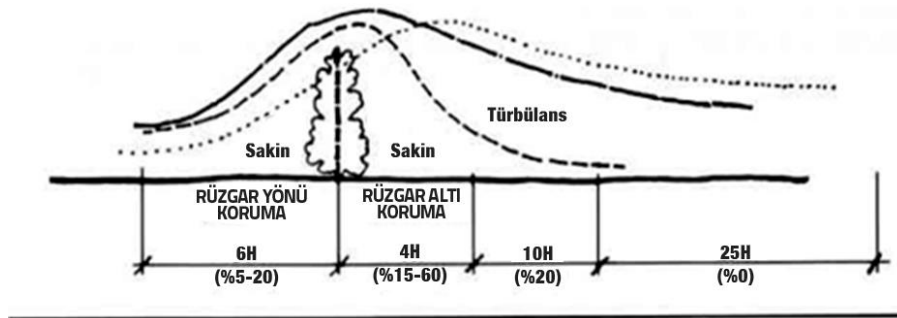 Türbülans
Sakin
Sakin
RÜZGAR YÖNÜ
KORUMA
RÜZGAR ALTI
KORUMA
6H
(%5-20)
4H
(%15-60)
10H
(%20)
25H
(%0)